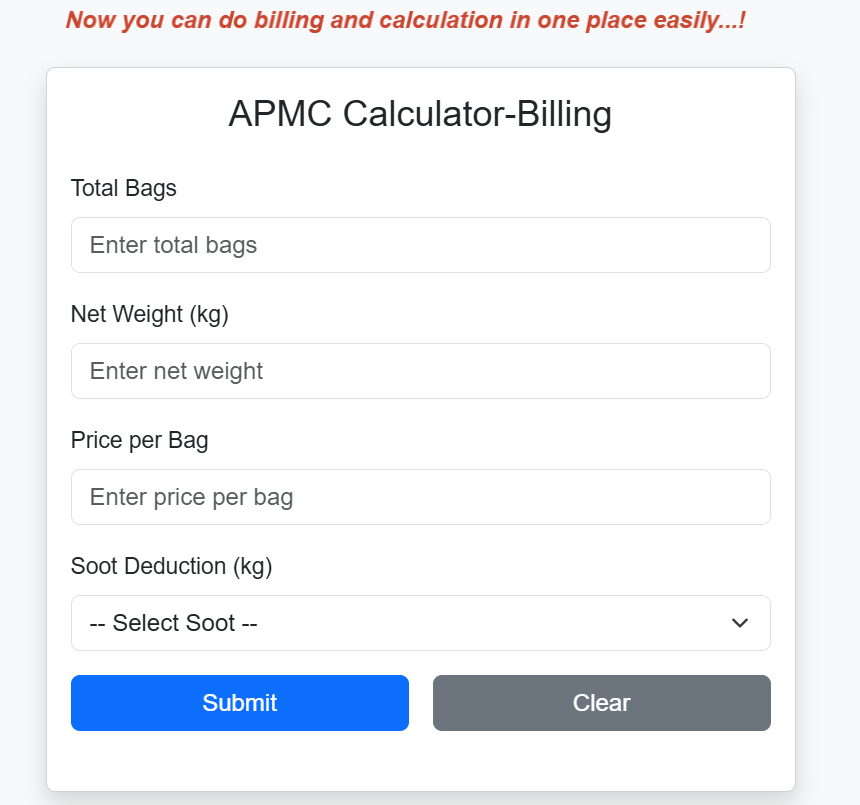 Now you can do billing and calculation in one place easily...!
APMC Calculator-Billing
Total Bags
Enter total bags
Net Weight (kg)
Enter net weight
Price per Bag
Enter price per bag
Soot Deduction (kg)
-- Select Soot --
Submit
Clear